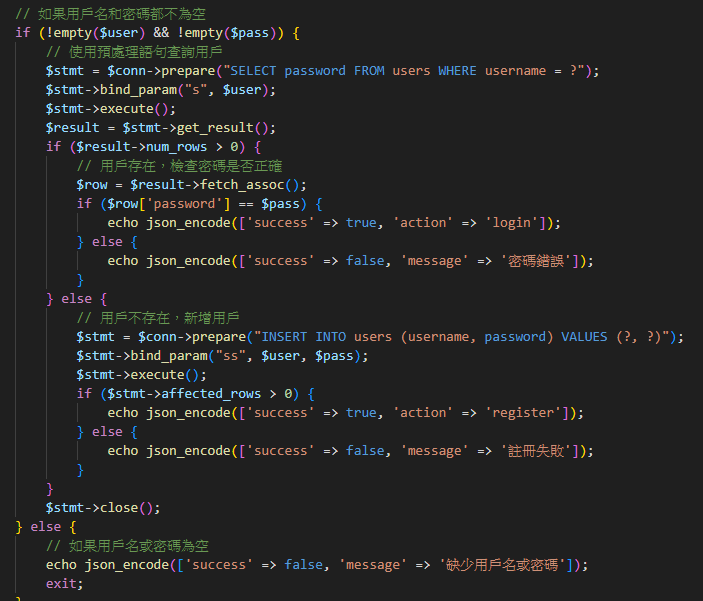 // 如果用戶名和密碼都不為空
if (!empty($user) && !empty($pass)) {
    // 使用預處理語句查詢用戶
    $stmt = $conn->prepare("SELECT password FROM users WHERE username = ?");
    $stmt->bind_param("s", $user);
    $stmt->execute();
    $result = $stmt->get_result();
    if ($result->num_rows > 0) {
        // 用戶存在，檢查密碼是否正確
        $row = $result->fetch_assoc();
        if ($row['password'] == $pass) {
            echo json_encode(['success' => true, 'action' => 'login']);
        } else {
            echo json_encode(['success' => false, 'message' => '密碼錯誤']);
        }
    } else {
        // 用戶不存在，新增用戶
        $stmt = $conn->prepare("INSERT INTO users (username, password) VALUES (?, ?)");
        $stmt->bind_param("ss", $user, $pass);
        $stmt->execute();
        if ($stmt->affected_rows > 0) {
            echo json_encode(['success' => true, 'action' => 'register']);
        } else {
            echo json_encode(['success' => false, 'message' => '註冊失敗']);
        }
    }
    $stmt->close();
} else {
    // 如果用戶名或密碼為空
    echo json_encode(['success' => false, 'message' => '缺少用戶名或密碼']);
    exit;
}